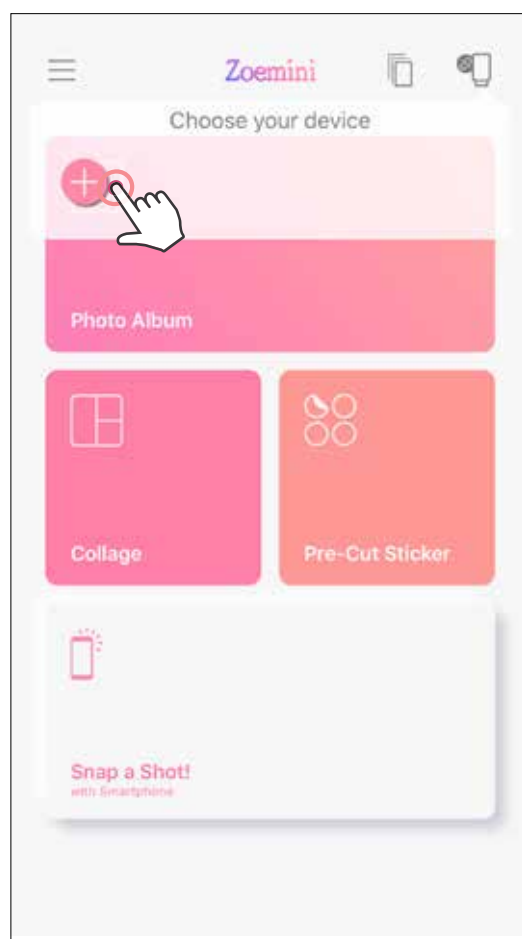 Zoemini
Choose your device
Photo Album
Collage
Pre-Cut Sticker
Snap a Shot!
with Smartphone